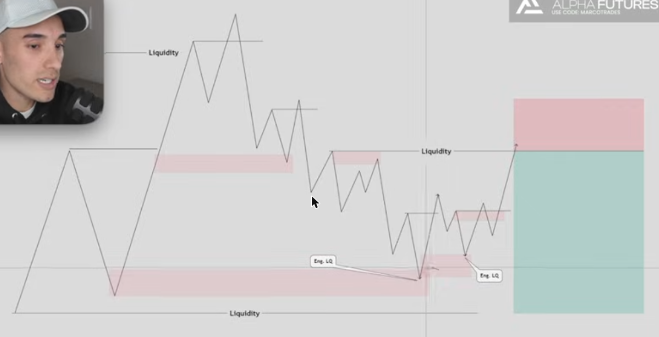 ALPHA FUTURES
USE CODE: MARCOTRADES
Liquidity
Liquidity
Eng. LQ
Eng. LQ
Liquidity